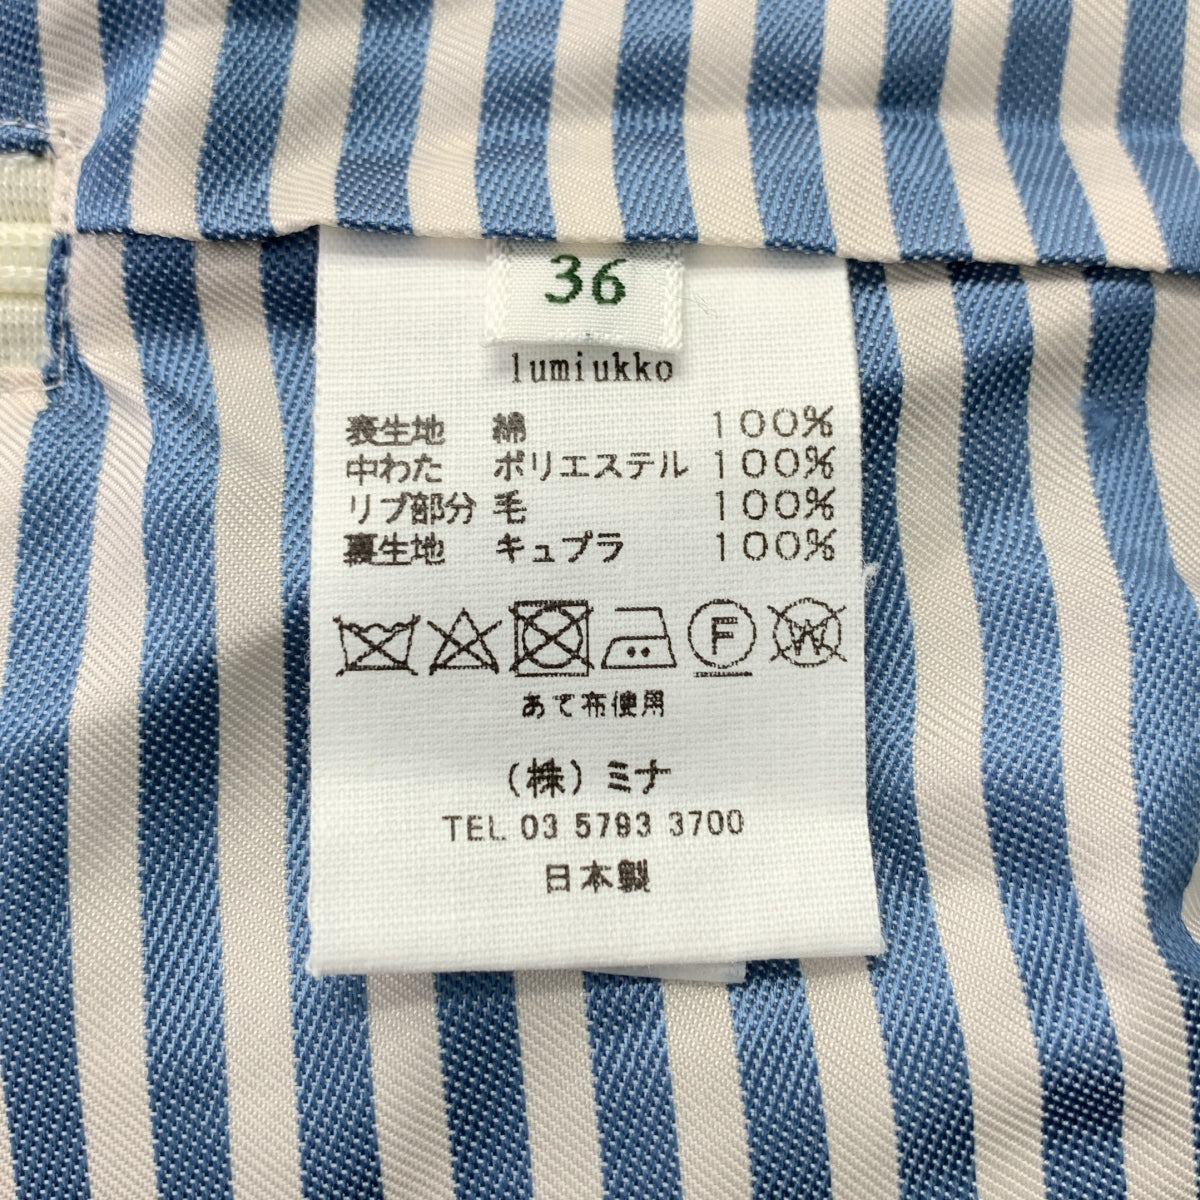 36
lumiukko
表生地 綿 100%
中わた ポリエステル 100%
リブ部分 毛 100%
裏生地 キュプラ 100%
F W
あて布使用
(株)ミナ
TEL 03 5793 3700
日本製